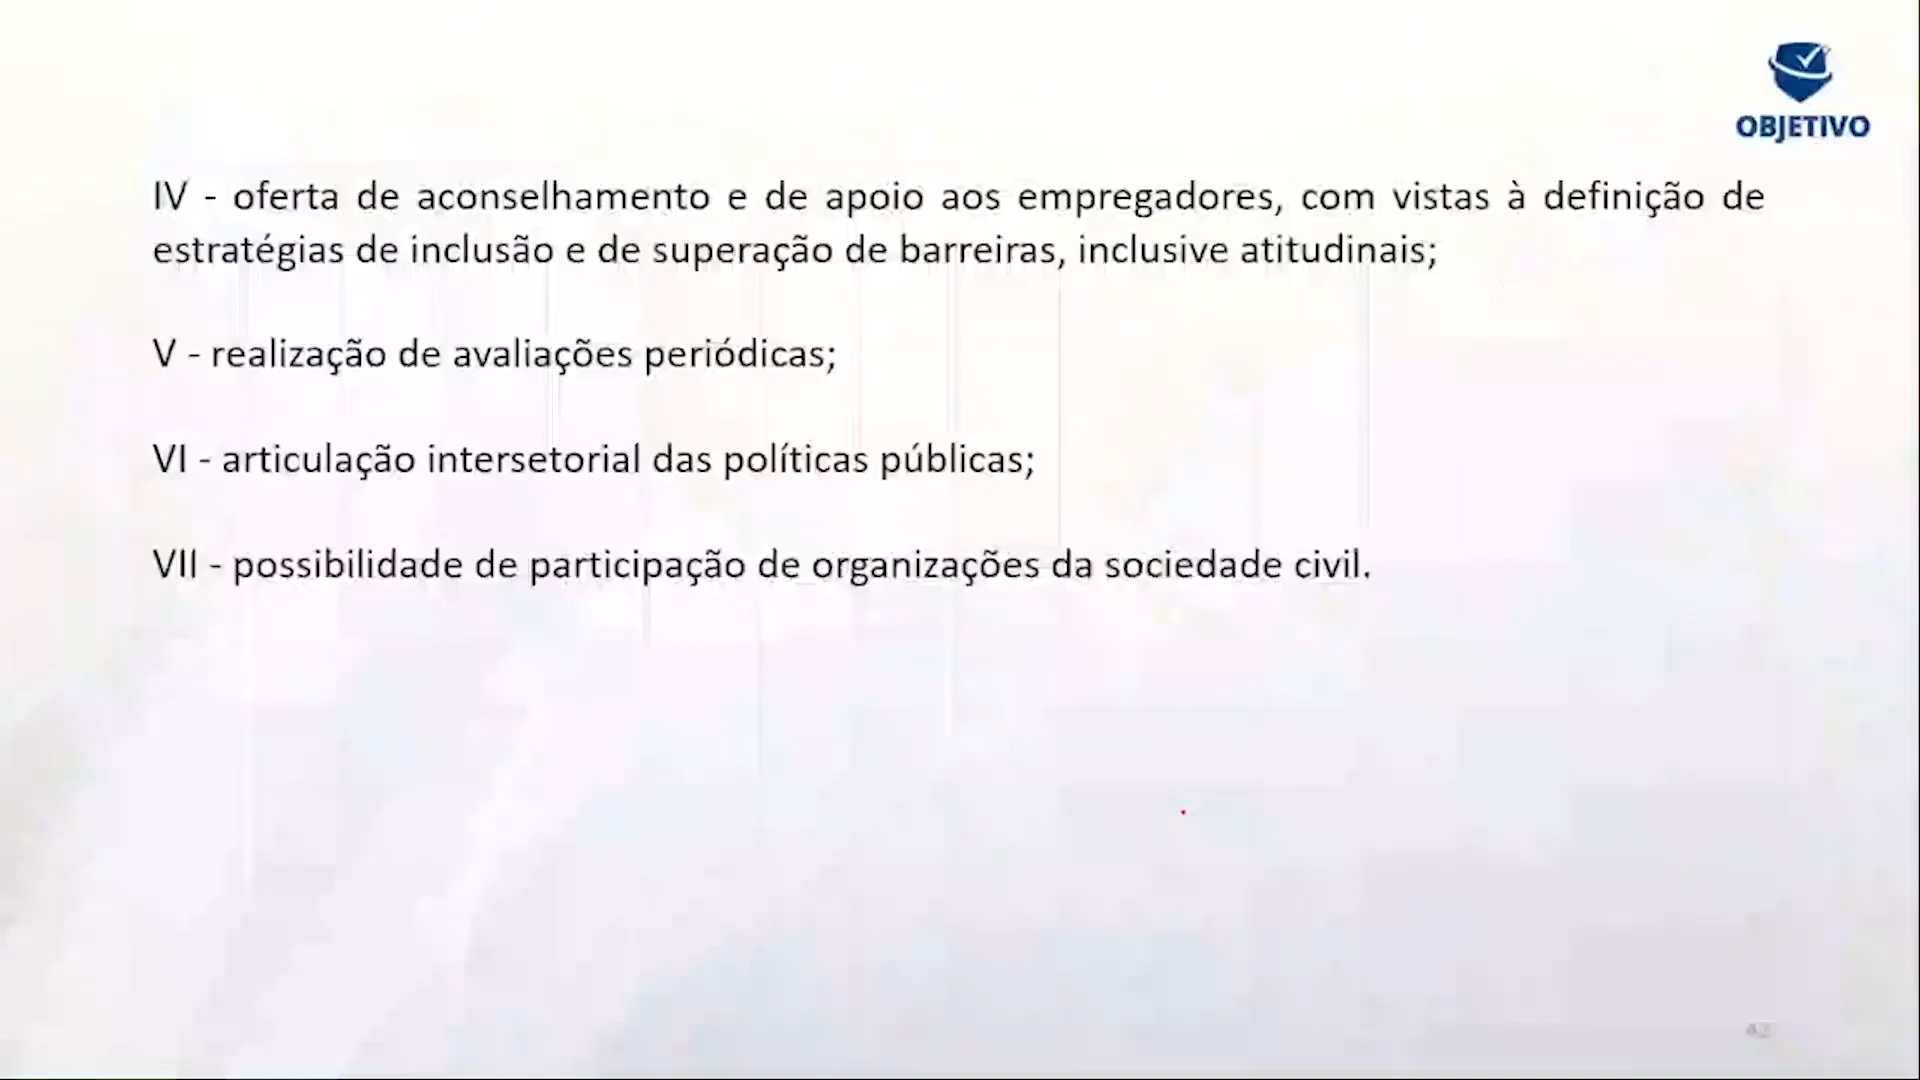 OBJETIVO
IV - oferta de aconselhamento e de apoio aos empregadores, com vistas à definição de
estratégias de inclusão e de superação de barreiras, inclusive atitudinais;
V - realização de avaliações periódicas;
VI - articulação intersetorial das políticas públicas;
VII - possibilidade de participação de organizações da sociedade civil.